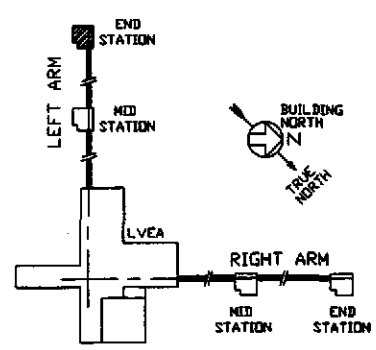 END
STATION
LEFT ARM
MID
STATION
BUILDING
NORTH
N
TRUE
NORTH
LVEA
RIGHT ARM
MID
STATION
END
STATION